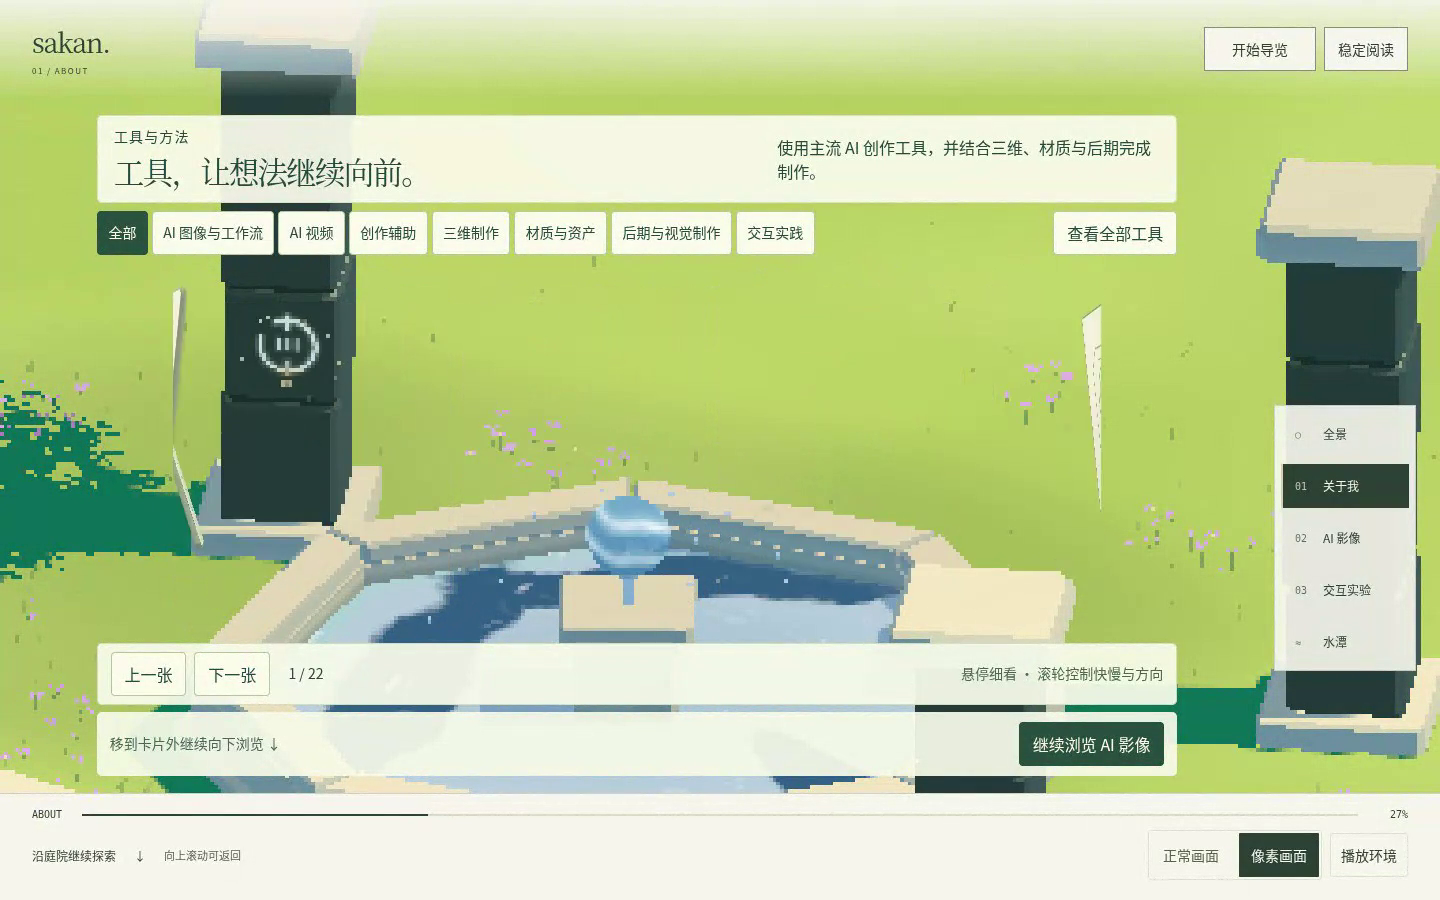 sakan.
01 / ABOUT
开始导览
稳定阅读
工具与方法
工具，让想法继续向前。
使用主流 AI 创作工具，并结合三维、材质与后期完成
制作。
全部
AI 图像与工作流
AI 视频
创作辅助
三维制作
材质与资产
后期与视觉制作
交互实践
查看全部工具
全景
01 关于我
02 AI 影像
03 交互实验
≈ 水潭
上一张
下一张
1 / 22
悬停细看 · 滚轮控制快慢与方向
移到卡片外继续向下浏览 ↓
继续浏览 AI 影像
ABOUT
27%
沿庭院继续探索 ↓ 向上滚动可返回
正常画面
像素画面
播放环境